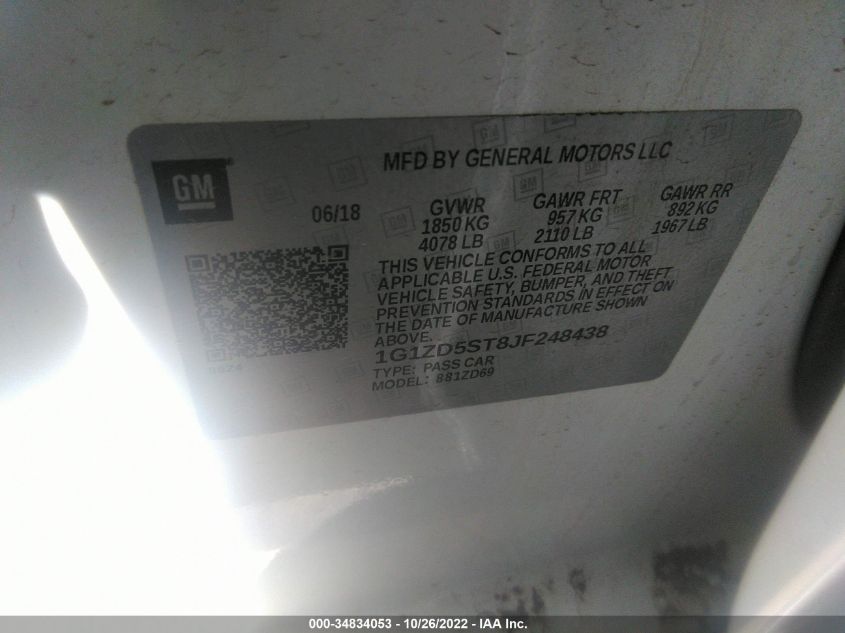 MFD BY GENERAL MOTORS LLC
GM
06/18
GVWR
1850 KG
4078 LB
GAWR FRT
957 KG
2110 LB
GAWR RR
892 KG
1967 LB
THIS VEHICLE CONFORMS TO ALL
APPLICABLE U.S. FEDERAL MOTOR
VEHICLE SAFETY, BUMPER, AND THEFT
PREVENTION STANDARDS IN EFFECT ON
THE DATE OF MANUFACTURE SHOWN
ABOVE.
1G1ZD5ST8JF248438
TYPE: PASS CAR
MODEL: 881ZD69
000-34834053 - 10/26/2022 - IAA Inc.